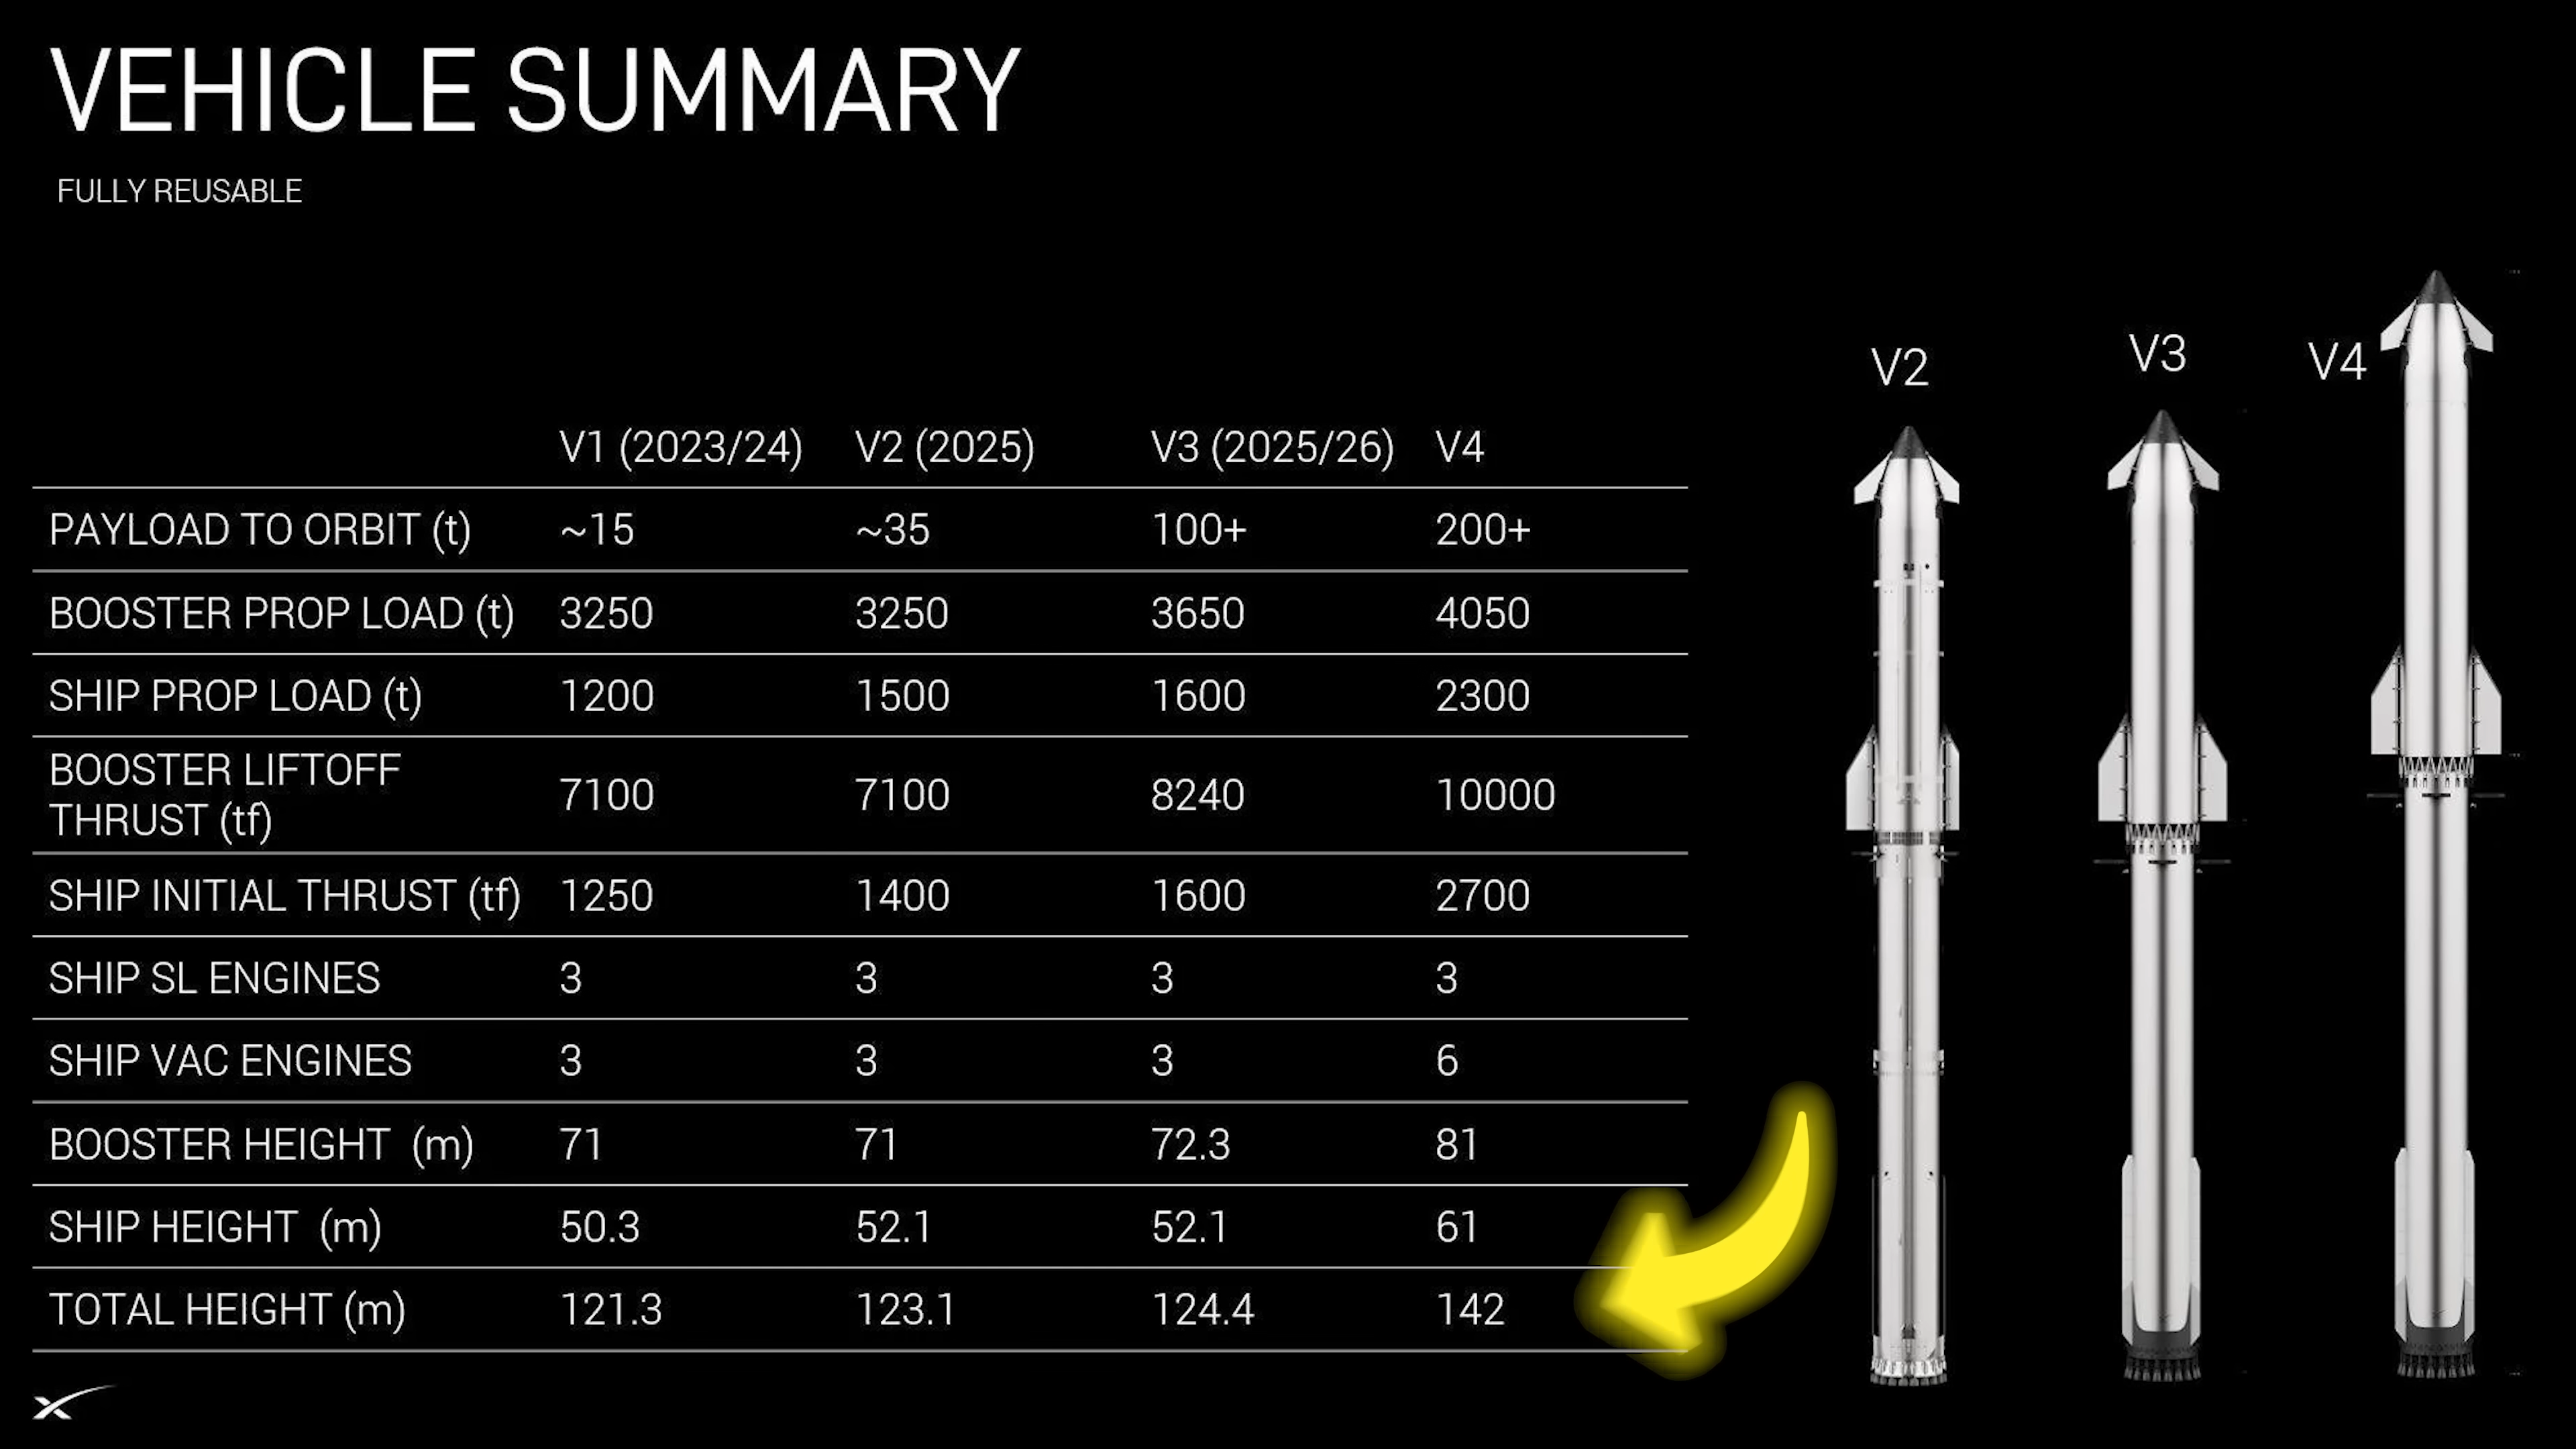 VEHICLE SUMMARY
FULLY REUSABLE
V2
V3
V4
V1 (2023/24) V2 (2025) V3 (2025/26) V4
PAYLOAD TO ORBIT (t) ~15 ~35 100+ 200+
BOOSTER PROP LOAD (t) 3250 3250 3650 4050
SHIP PROP LOAD (t) 1200 1500 1600 2300
BOOSTER LIFTOFF
THRUST (tf) 7100 7100 8240 10000
SHIP INITIAL THRUST (tf) 1250 1400 1600 2700
SHIP SL ENGINES 3 3 3 3
SHIP VAC ENGINES 3 3 3 6
BOOSTER HEIGHT (m) 71 71 72.3 81
SHIP HEIGHT (m) 50.3 52.1 52.1 61
TOTAL HEIGHT (m) 121.3 123.1 124.4 142